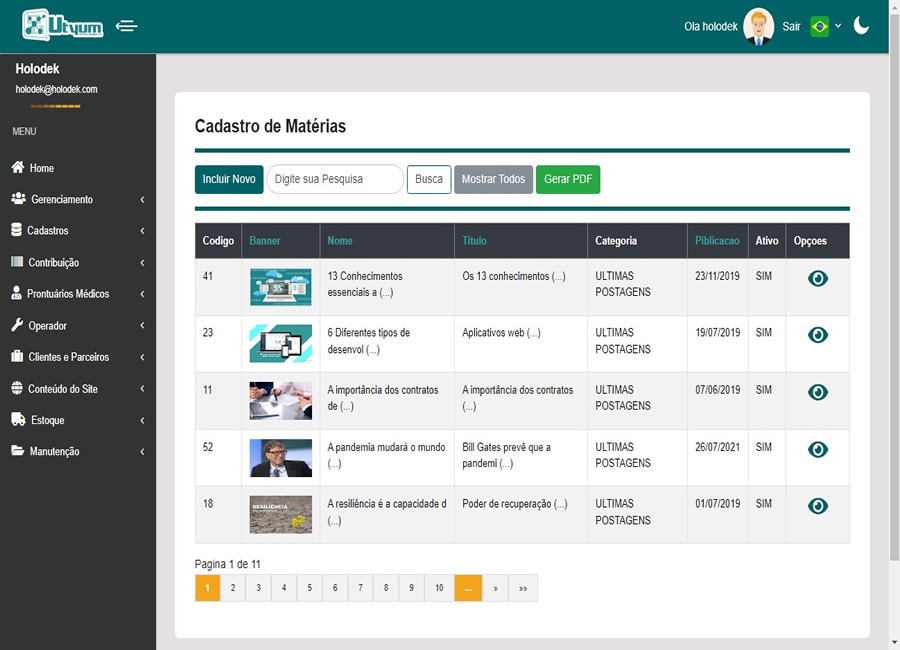 Utyum
Ola holodek
Sair
Holodek
holodek@holodek.com
MENU
Home
Gerenciamento
Cadastros
Contribuição
Prontuários Médicos
Operador
Clientes e Parceiros
Conteúdo do Site
Estoque
Manutenção
Cadastro de Matérias
Incluir Novo Digite sua Pesquisa Busca Mostrar Todos Gerar PDF
Codigo Banner Nome Titulo Categoria Piblicacao Ativo Opçoes
41 13 Conhecimentos Os 13 conhecimentos (...) ULTIMAS 23/11/2019 SIM
essenciais a (...) POSTAGENS
23 6 Diferentes tipos de Aplicativos web (...) ULTIMAS 19/07/2019 SIM
desenvol (...) POSTAGENS
11 A importância dos contratos A importância dos contratos ULTIMAS 07/06/2019 SIM
de (...) (...) POSTAGENS
52 A pandemia mudará o mundo Bill Gates prevê que a ULTIMAS 26/07/2021 SIM
(...) pandemi (...) POSTAGENS
18 RESILIÊNCIA A resiliência é a capacidade d Poder de recuperação (...) ULTIMAS 01/07/2019 SIM
(...) POSTAGENS
Pagina 1 de 11
1 2 3 4 5 6 7 8 9 10 ... » »»